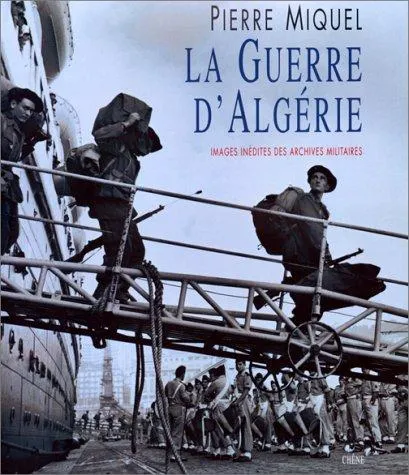 PIERRE MIQUEL
LA GUERRE
D'ALGÉRIE
IMAGES INÉDITES DES ARCHIVES MILITAIRES
CHÊNE